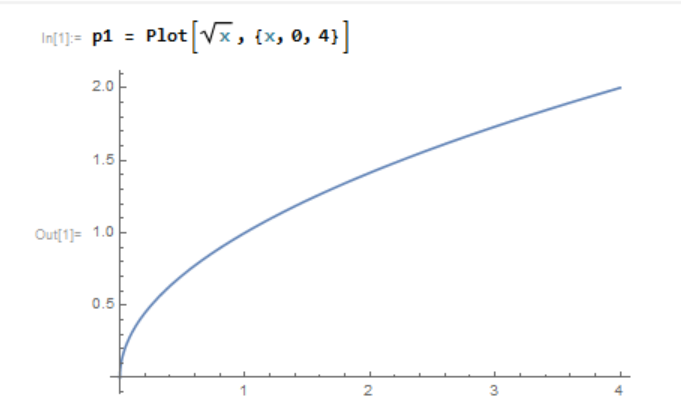 In[1]:= p1 = Plot[√x, {x, 0, 4}]
2.0
1.5
Out[1]= 1.0
0.5
1 2 3 4